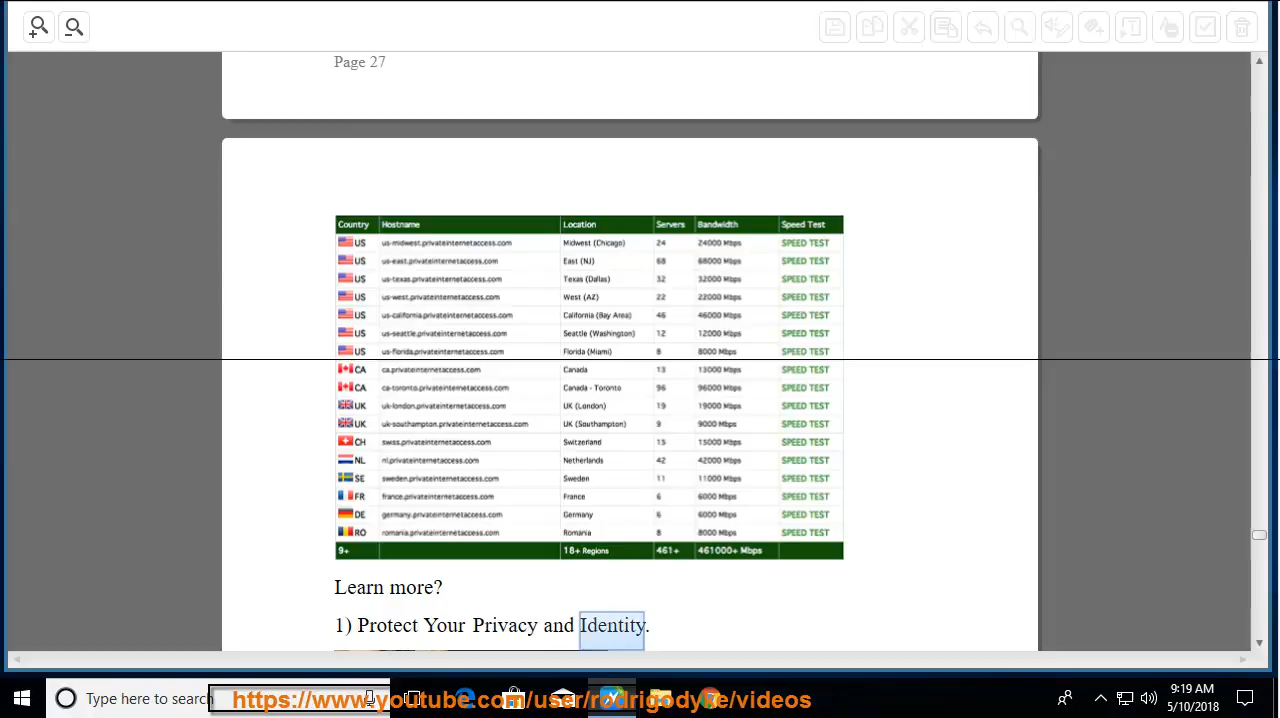 Page 27
Country Hostname Location Servers Bandwidth Speed Test
US us-midwest.privateinternetaccess.com Midwest (Chicago) 24 24000 Mbps SPEED TEST
US us-east.privateinternetaccess.com East (NJ) 68 68000 Mbps SPEED TEST
US us-texas.privateinternetaccess.com Texas (Dallas) 32 32000 Mbps SPEED TEST
US us-west.privateinternetaccess.com West (AZ) 22 22000 Mbps SPEED TEST
US us-california.privateinternetaccess.com California (Bay Area) 46 46000 Mbps SPEED TEST
US us-seattle.privateinternetaccess.com Seattle (Washington) 12 12000 Mbps SPEED TEST
US us-florida.privateinternetaccess.com Florida (Miami) 8 8000 Mbps SPEED TEST
CA ca.privateinternetaccess.com Canada 13 13000 Mbps SPEED TEST
CA ca-toronto.privateinternetaccess.com Canada - Toronto 96 96000 Mbps SPEED TEST
UK uk-london.privateinternetaccess.com UK (London) 19 19000 Mbps SPEED TEST
UK uk-southampton.privateinternetaccess.com UK (Southampton) 9 9000 Mbps SPEED TEST
CH swiss.privateinternetaccess.com Switzerland 15 15000 Mbps SPEED TEST
NL nl.privateinternetaccess.com Netherlands 42 42000 Mbps SPEED TEST
SE sweden.privateinternetaccess.com Sweden 11 11000 Mbps SPEED TEST
FR france.privateinternetaccess.com France 6 6000 Mbps SPEED TEST
DE germany.privateinternetaccess.com Germany 6 6000 Mbps SPEED TEST
RO romania.privateinternetaccess.com Romania 8 8000 Mbps SPEED TEST
9+ 18+ Regions 461+ 461000+ Mbps
Learn more?
1) Protect Your Privacy and Identity.
Type here to search
https://www.youtube.com/user/rodrigodyke/videos
9:19 AM
5/10/2018